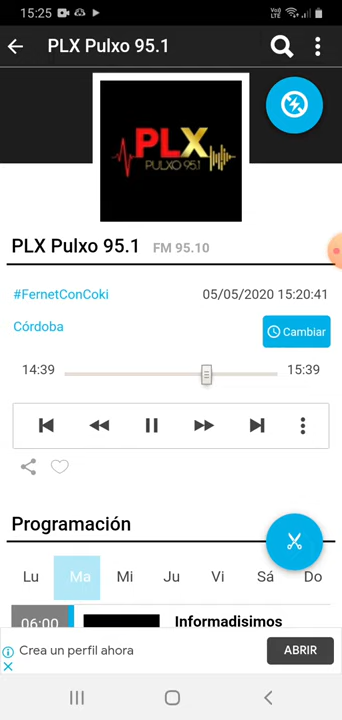 15:25
Vo)) LTE
PLX Pulxo 95.1
PLX
PULXO 95.1
PLX Pulxo 95.1 FM 95.10
#FernetConCoki 05/05/2020 15:20:41
Córdoba
Cambiar
14:39 15:39
Programación
Lu Ma Mi Ju Vi Sá Do
06:00 Informadisimos
Crea un perfil ahora ABRIR